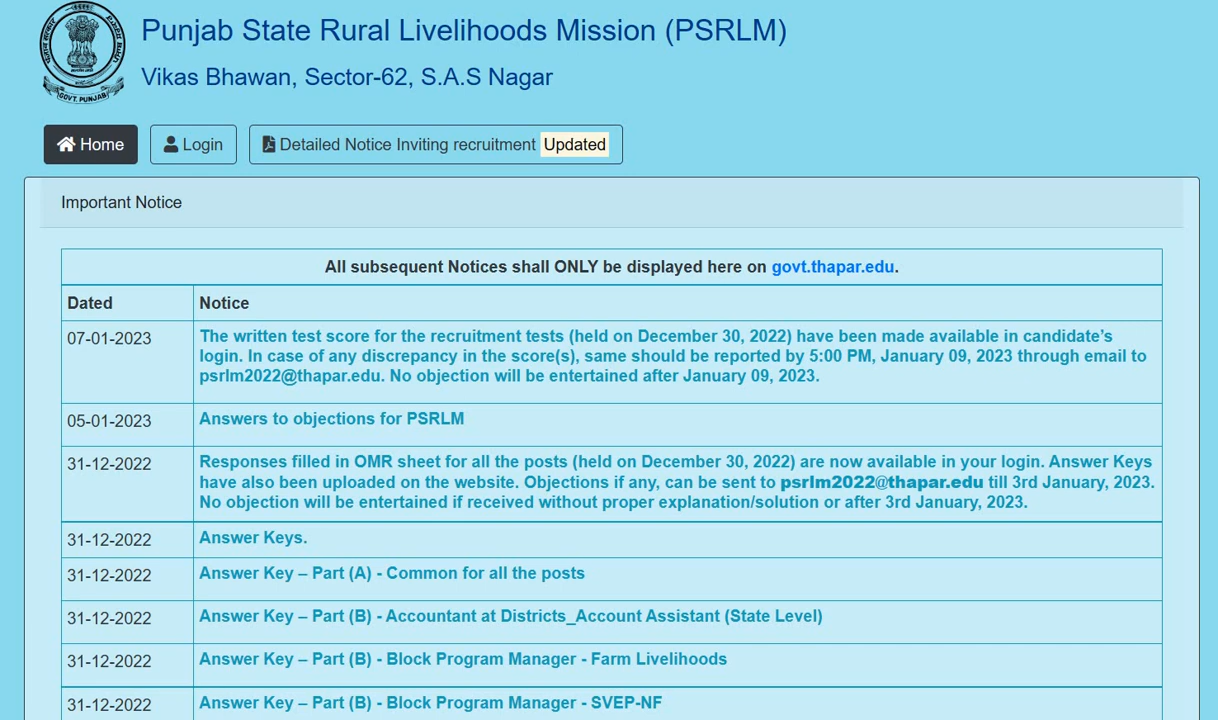 Punjab State Rural Livelihoods Mission (PSRLM)
Vikas Bhawan, Sector-62, S.A.S Nagar
GOVT. PUNJAB
Home Login Detailed Notice Inviting recruitment Updated
Important Notice
All subsequent Notices shall ONLY be displayed here on govt.thapar.edu.
Dated Notice
07-01-2023 The written test score for the recruitment tests (held on December 30, 2022) have been made available in candidate’s
login. In case of any discrepancy in the score(s), same should be reported by 5:00 PM, January 09, 2023 through email to
psrlm2022@thapar.edu. No objection will be entertained after January 09, 2023.
05-01-2023 Answers to objections for PSRLM
31-12-2022 Responses filled in OMR sheet for all the posts (held on December 30, 2022) are now available in your login. Answer Keys
have also been uploaded on the website. Objections if any, can be sent to psrlm2022@thapar.edu till 3rd January, 2023.
No objection will be entertained if received without proper explanation/solution or after 3rd January, 2023.
31-12-2022 Answer Keys.
31-12-2022 Answer Key – Part (A) - Common for all the posts
31-12-2022 Answer Key – Part (B) - Accountant at Districts_Account Assistant (State Level)
31-12-2022 Answer Key – Part (B) - Block Program Manager - Farm Livelihoods
31-12-2022 Answer Key – Part (B) - Block Program Manager - SVEP-NF